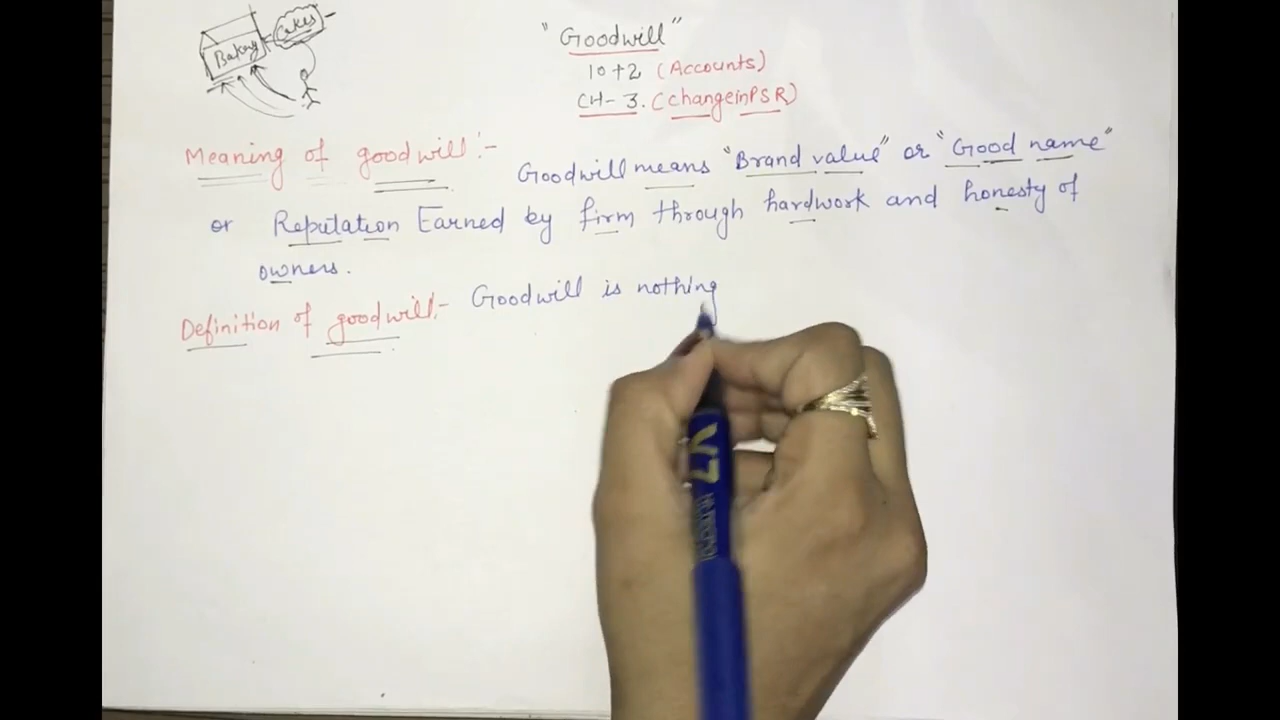 Bakery
Cakes
"Goodwill"
10+2 (Accounts)
CH-3. (change in PSR)
Meaning of goodwill:- Goodwill means "Brand value" or "Good name"
or Reputation Earned by firm through hardwork and honesty of
owners.
Definition of goodwill:- Goodwill is nothing
V7